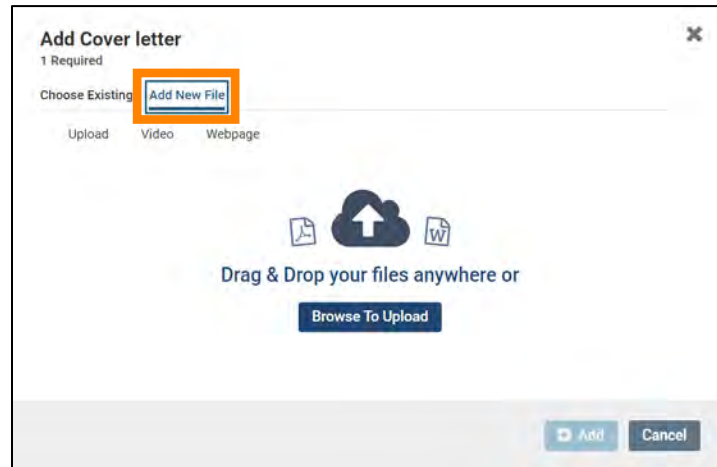 Add Cover letter
1 Required
Choose Existing Add New File
Upload Video Webpage
W
Drag & Drop your files anywhere or
Browse To Upload
Add Cancel